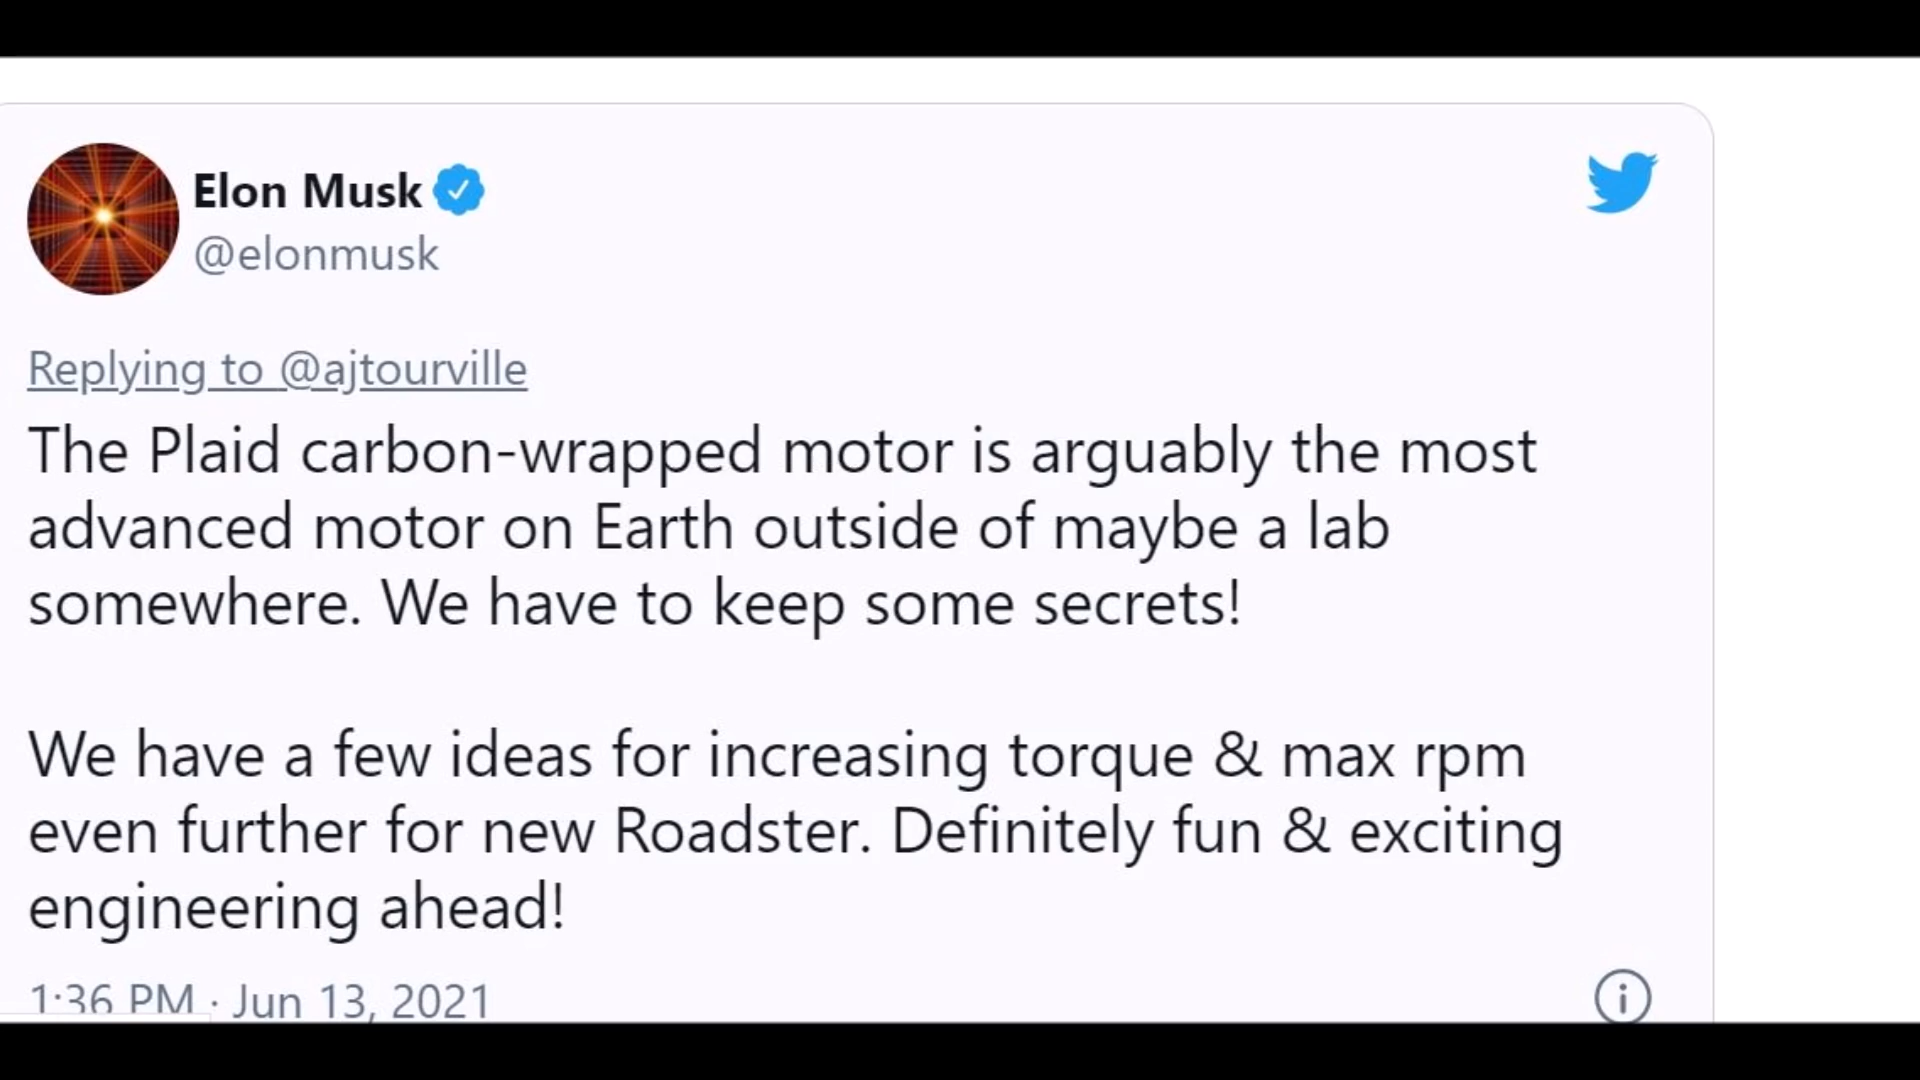 Elon Musk
@elonmusk
Replying to @ajtourville
The Plaid carbon-wrapped motor is arguably the most
advanced motor on Earth outside of maybe a lab
somewhere. We have to keep some secrets!
We have a few ideas for increasing torque & max rpm
even further for new Roadster. Definitely fun & exciting
engineering ahead!
1:36 PM · Jun 13, 2021